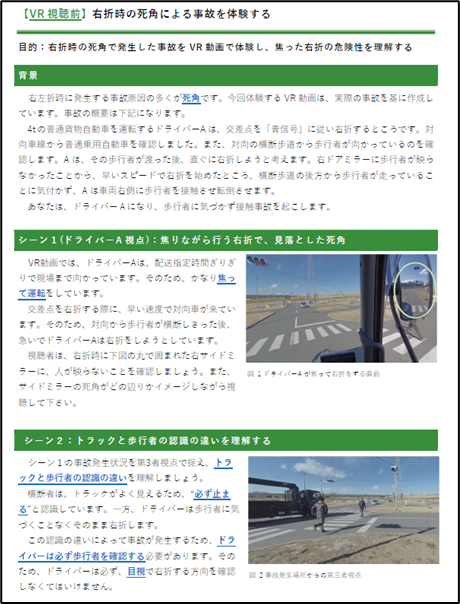 【VR 視聴前】右折時の死角による事故を体験する
目的：右折時の死角で発生した事故を VR 動画で体験し、焦った右折の危険性を理解する
背景
右左折時に発生する事故原因の多くが死角です。今回体験する VR 動画は、実際の事故を基に作成し
ています。事故の概要は下記になります。
4t の普通貨物自動車を運転するドライバーA は、交差点を「青信号」に従い右折するところです。対
向車線から普通乗用自動車を確認しました。また、対向の横断歩道から歩行者が向かっているのを確
認します。A は、その歩行者が渡った後、直ぐに右折しようと考えます。右ドアミラーに歩行者が映ら
なかったことから、早いスピードで右折を始めたところ、横断歩道の後方から歩行者が走っていること
に気付かず、A は車両右側に歩行者を接触させ転倒させます。
あなたは、ドライバーA になり、歩行者に気づかず接触事故を起こします。
シーン１(ドライバーA 視点)：焦りながら行う右折で、見落とした死角
VR動画では、ドライバーAは、配送指定時間ぎりぎ
りで現場まで向かっています。そのため、かなり焦っ
て運転をしています。
交差点を右折する際に、早い速度で対向車が来てい
ます。そのため、対向から歩行者が横断しきった後、
急いでドライバーAは右折をしようとしています。
視聴者は、右折時に下図の丸で囲まれた右サイドミ
ラーに、人が映らないことを確認しましょう。また、
サイドミラーの死角がどの辺りかイメージしながら視
聴して下さい。
図 1 ドライバーA が焦って右折をする直前
シーン２：トラックと歩行者の認識の違いを理解する
シーン１の事故発生状況を第3者視点で捉え、トラ
ックと歩行者の認識の違いを理解しましょう。
横断者は、トラックがよく見えるため、“必ず止ま
る”と認識しています。一方、ドライバーは歩行者に気
づくことなくそのまま右折します。
この認識の違いによって事故が発生するため、ドラ
イバーは必ず歩行者を確認する必要があります。その
ため、ドライバーは必ず、目視で右折する方向を確認
しなくてはいけません。
図 2 事故発生場所からの第三者視点